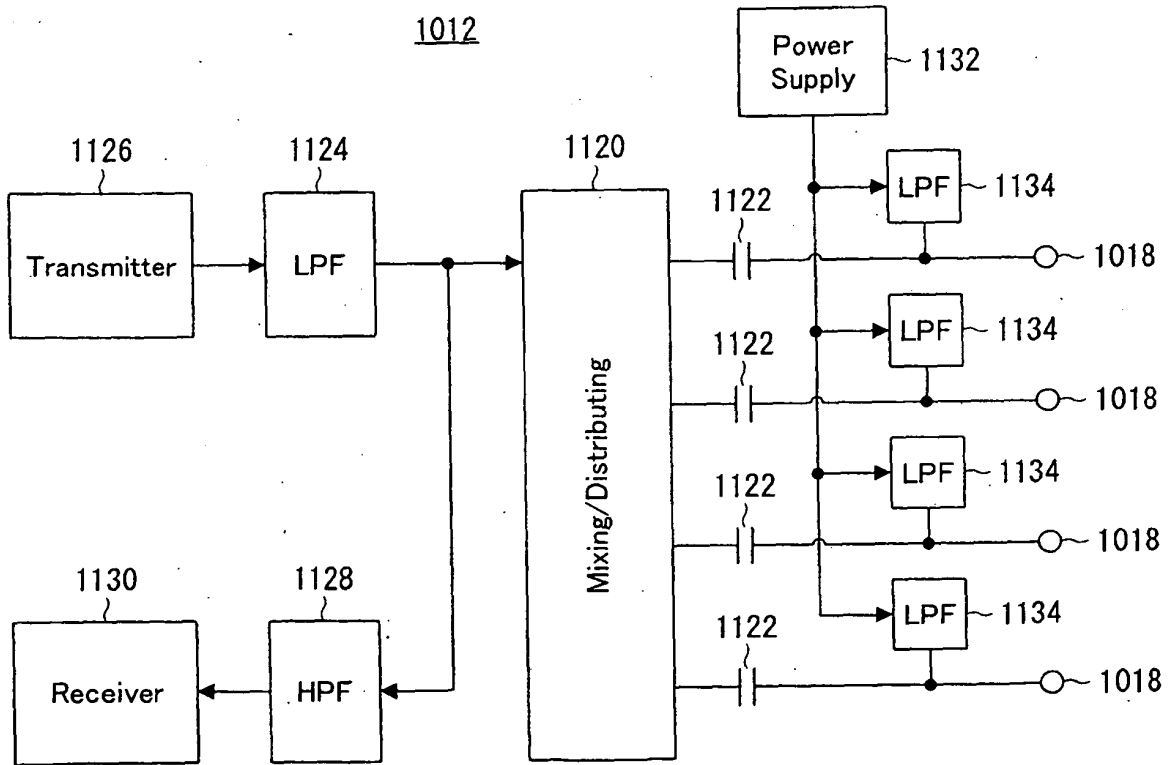 1012
Power
Supply
1132
1126
1124
1120
1122
LPF
1134
Transmitter
LPF
1018
1122
LPF
1134
1018
Mixing/Distributing
1122
LPF
1134
1018
1130
1128
1122
LPF
1134
Receiver
HPF
1018